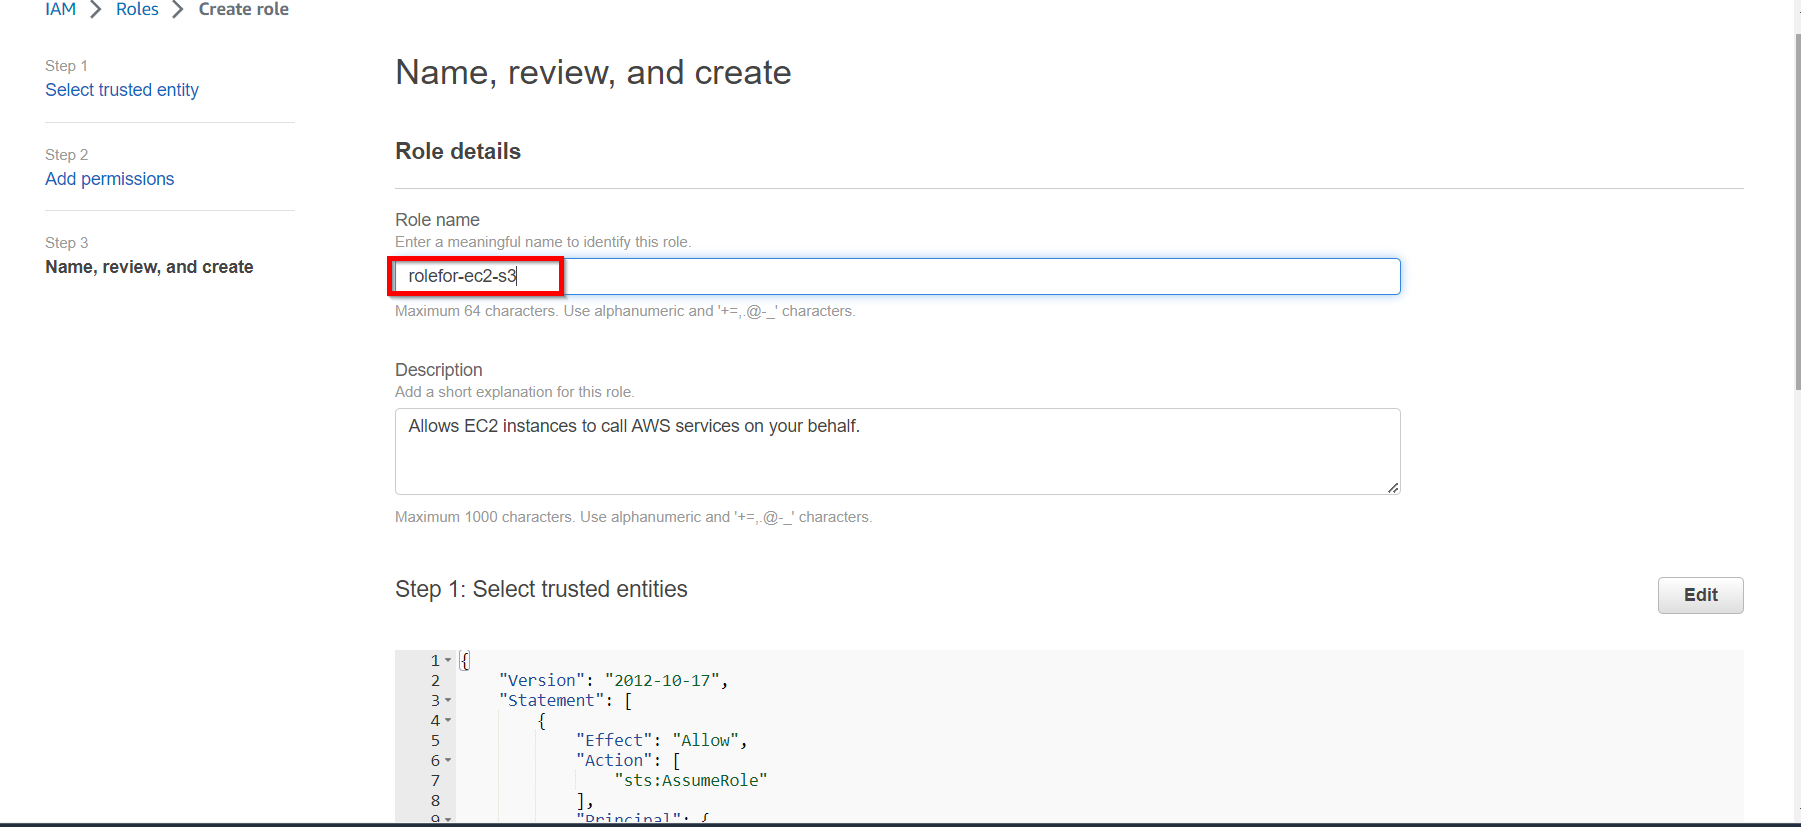 IAM > Roles > Create role
Step 1
Select trusted entity
Step 2
Add permissions
Step 3
Name, review, and create
Name, review, and create
Role details
Role name
Enter a meaningful name to identify this role.
rolefor-ec2-s3
Maximum 64 characters. Use alphanumeric and '+=,.@-_' characters.
Description
Add a short explanation for this role.
Allows EC2 instances to call AWS services on your behalf.
Maximum 1000 characters. Use alphanumeric and '+=,.@-_' characters.
Step 1: Select trusted entities
Edit
1 {
2 "Version": "2012-10-17",
3 "Statement": [
4 {
5 "Effect": "Allow",
6 "Action": [
7 "sts:AssumeRole"
8 ],
9 "Principal": {